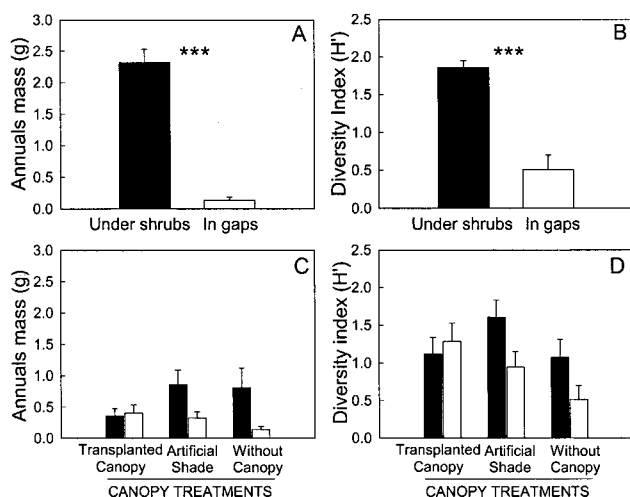 A
Annuals mass (g)
3.0
2.5
2.0
1.5
1.0
0.5
0.0
***
Under shrubs In gaps
B
Diversity Index (H')
2.5
2.0
1.5
1.0
0.5
0.0
***
Under shrubs In gaps
C
Annuals mass (g)
3.0
2.5
2.0
1.5
1.0
0.5
0.0
Transplanted Artificial Without
Canopy Shade Canopy
CANOPY TREATMENTS
D
Diversity index (H')
2.5
2.0
1.5
1.0
0.5
0.0
Transplanted Artificial Without
Canopy Shade Canopy
CANOPY TREATMENTS